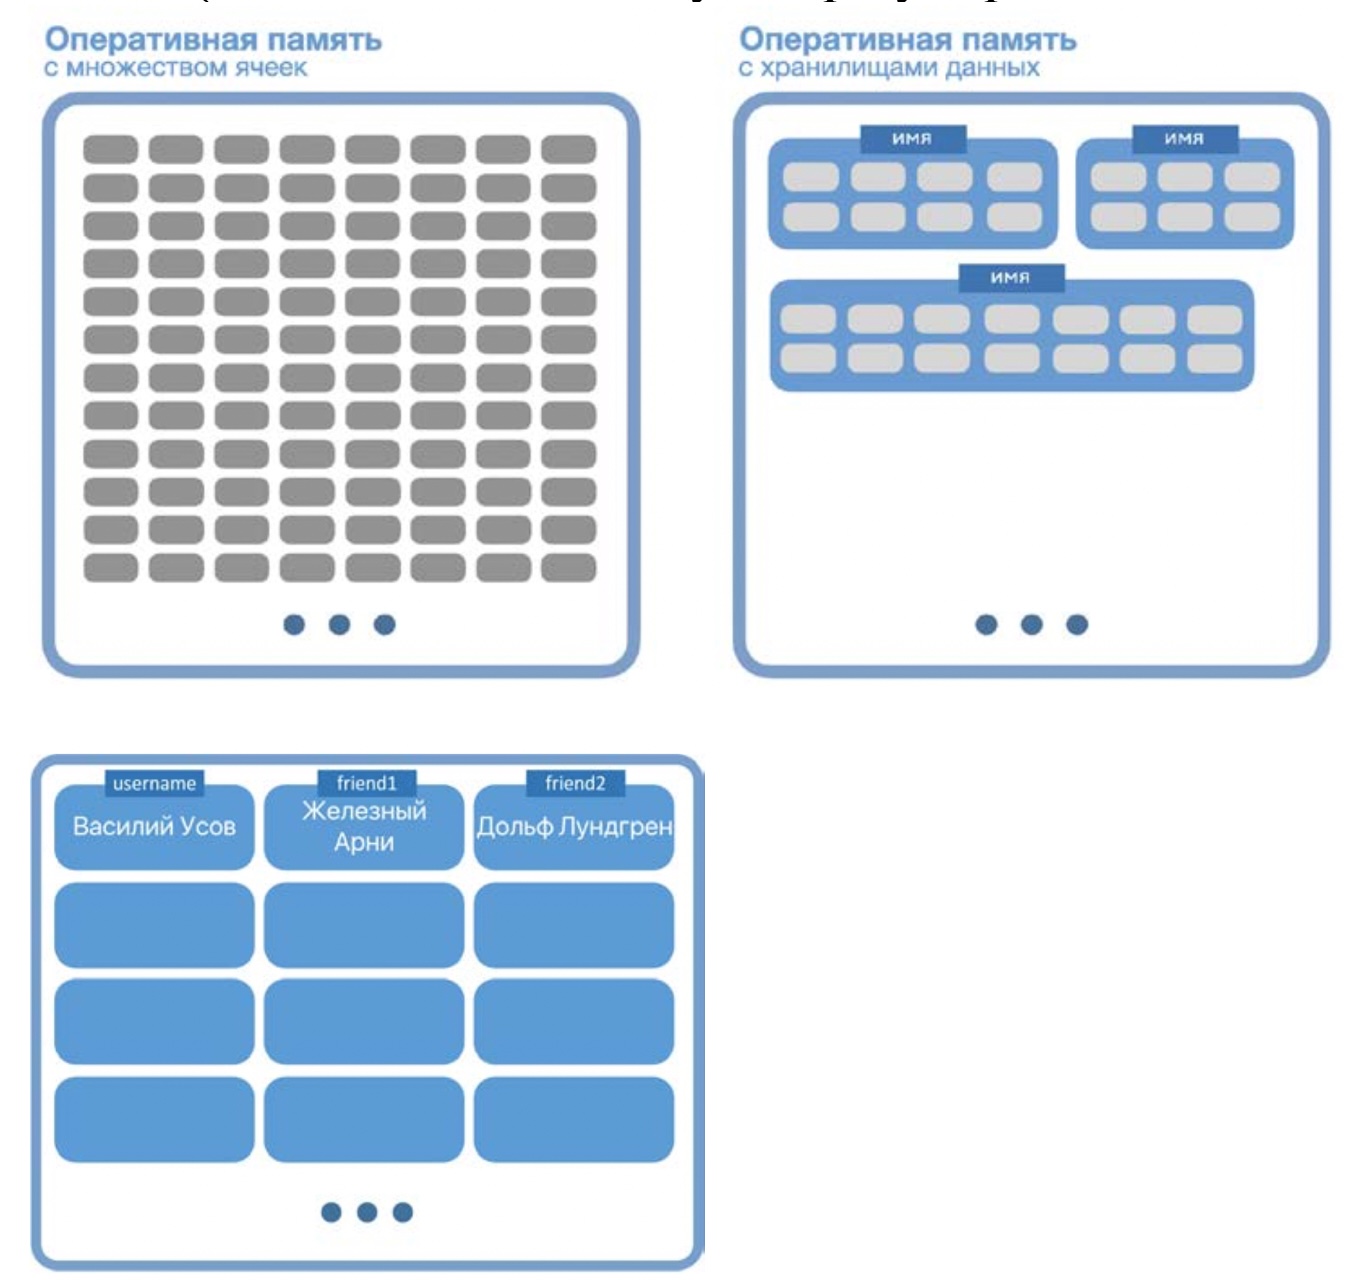 Оперативная память
с множеством ячеек
Оперативная память
с хранилищами данных
имя
имя
имя
username
friend1
friend2
Василий Усов
Железный
Арни
Дольф Лундгрен